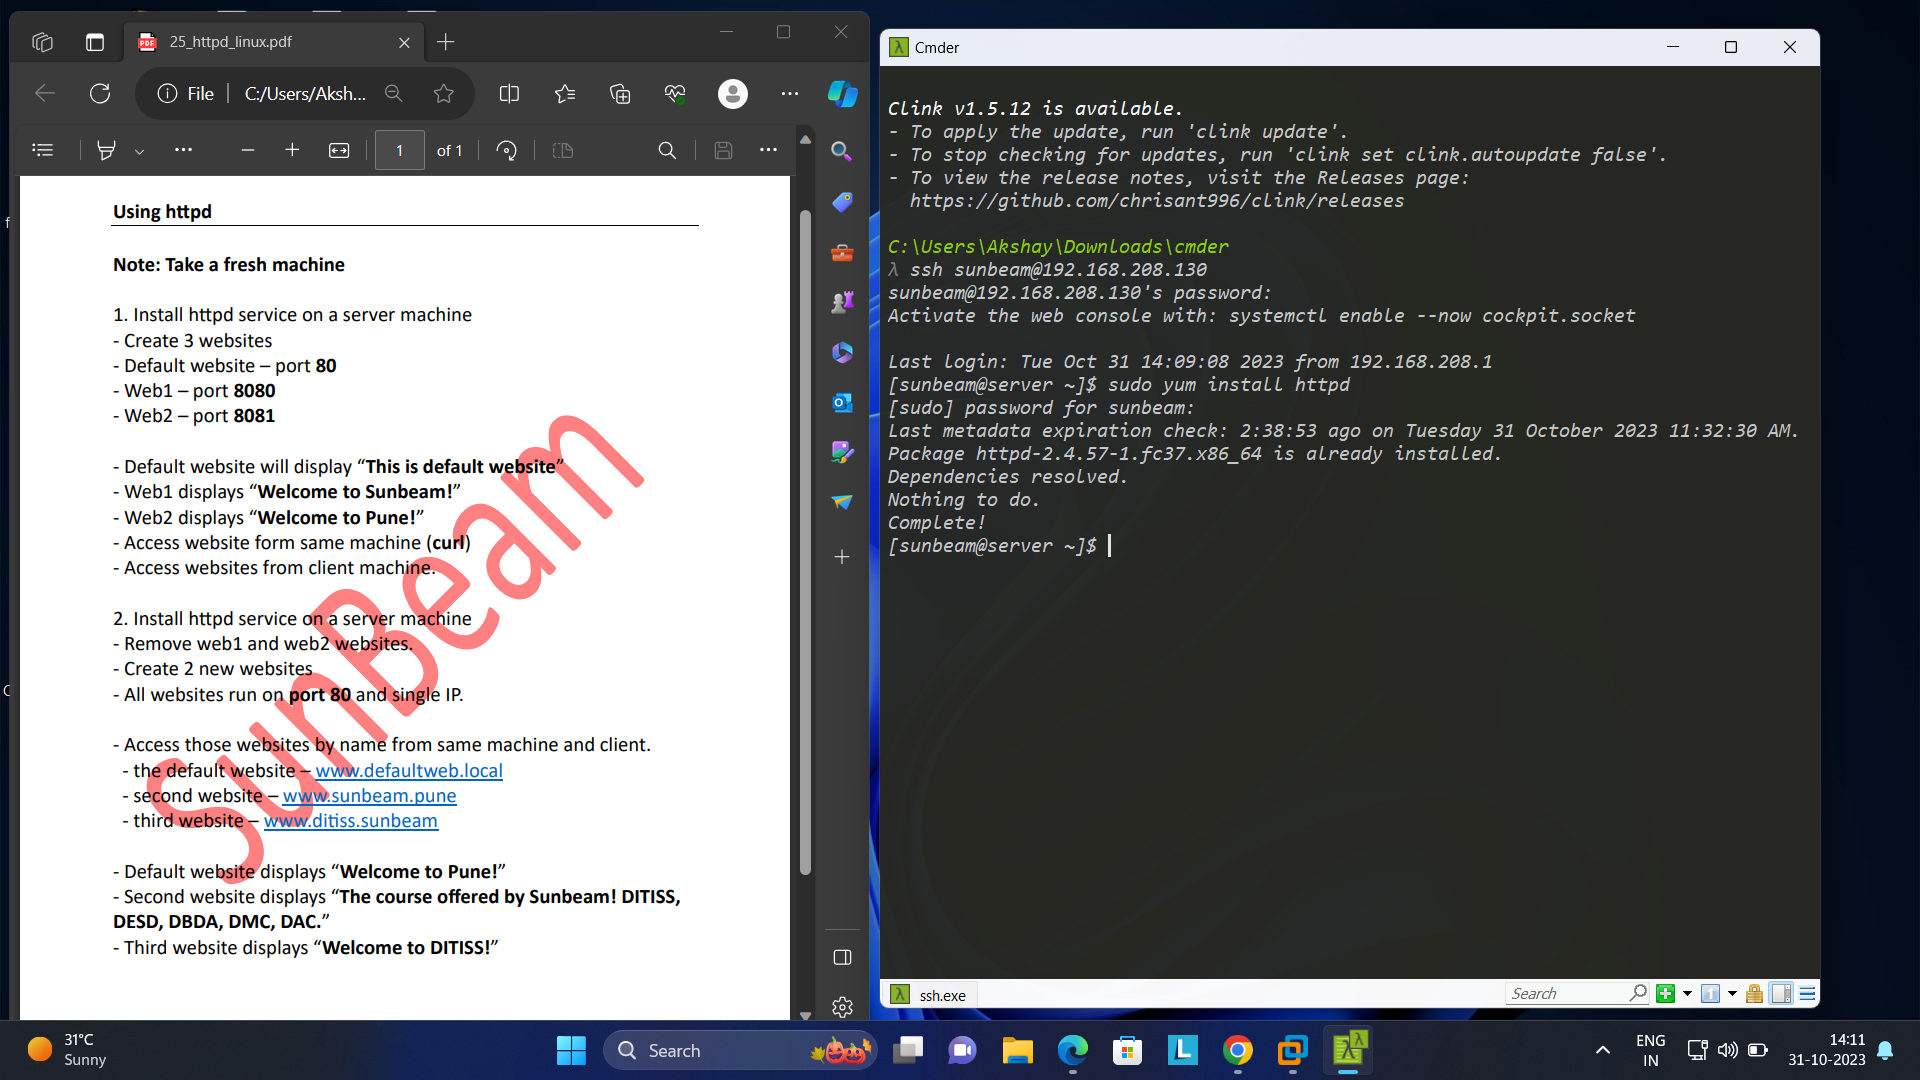 25_httpd_linux.pdf
File
C:/Users/Aksh...
1
of 1
Using httpd
Note: Take a fresh machine
1. Install httpd service on a server machine
- Create 3 websites
- Default website – port 80
- Web1 – port 8080
- Web2 – port 8081
- Default website will display “This is default website”
- Web1 displays “Welcome to Sunbeam!”
- Web2 displays “Welcome to Pune!”
- Access website form same machine (curl)
- Access websites from client machine.
2. Install httpd service on a server machine
- Remove web1 and web2 websites.
- Create 2 new websites
- All websites run on port 80 and single IP.
- Access those websites by name from same machine and client.
- the default website – www.defaultweb.local
- second website – www.sunbeam.pune
- third website – www.ditiss.sunbeam
- Default website displays “Welcome to Pune!”
- Second website displays “The course offered by Sunbeam! DITISS,
DESD, DBDA, DMC, DAC.”
- Third website displays “Welcome to DITISS!”
SunBeam
Cmder
Clink v1.5.12 is available.
- To apply the update, run 'clink update'.
- To stop checking for updates, run 'clink set clink.autoupdate false'.
- To view the release notes, visit the Releases page:
https://github.com/chrisant996/clink/releases
C:\Users\Akshay\Downloads\cmder
λ ssh sunbeam@192.168.208.130
sunbeam@192.168.208.130's password:
Activate the web console with: systemctl enable --now cockpit.socket
Last login: Tue Oct 31 14:09:08 2023 from 192.168.208.1
[sunbeam@server ~]$ sudo yum install httpd
[sudo] password for sunbeam:
Last metadata expiration check: 2:38:53 ago on Tuesday 31 October 2023 11:32:30 AM.
Package httpd-2.4.57-1.fc37.x86_64 is already installed.
Dependencies resolved.
Nothing to do.
Complete!
[sunbeam@server ~]$
ssh.exe
Search
31°C
Sunny
Search
ENG
IN
14:11
31-10-2023